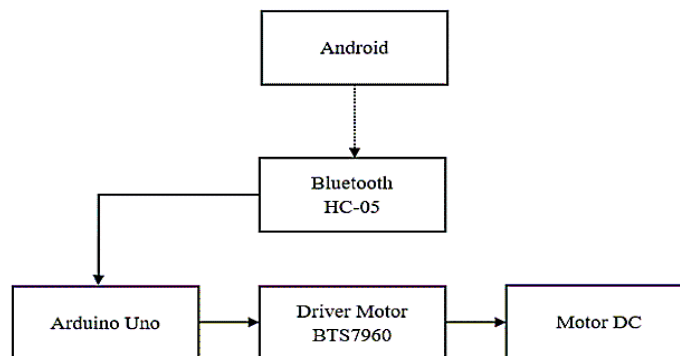 Android
Bluetooth
HC-05
Arduino Uno
Driver Motor
BTS7960
Motor DC